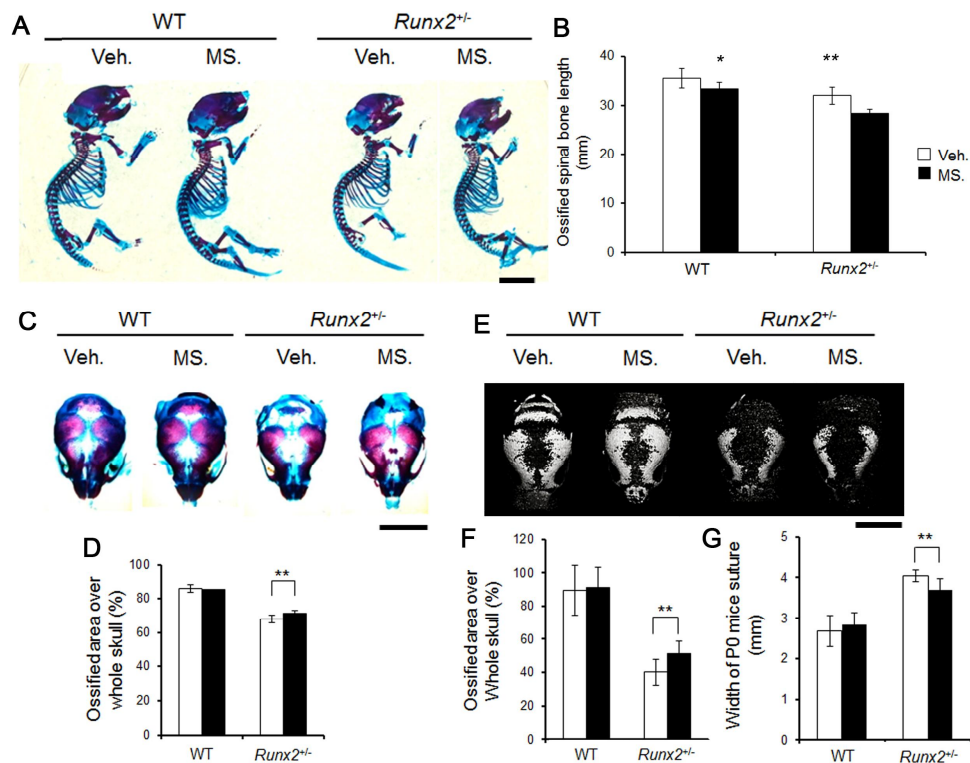 A
WT
Runx2+/-
Veh.
MS.
Veh.
MS.
B
Ossified spinal bone length
(mm)
40
30
20
10
0
*
**
WT
Runx2+/-
Veh.
MS.
C
WT
Runx2+/-
Veh.
MS.
Veh.
MS.
D
Ossified area over
whole skull (%)
100
80
60
40
20
0
**
WT
Runx2+/-
E
WT
Runx2+/-
Veh.
MS.
Veh.
MS.
F
Ossified area over
Whole skull (%)
120
100
80
60
40
20
0
**
WT
Runx2+/-
G
Width of P0 mice suture
(mm)
5
4
3
2
1
0
**
WT
Runx2+/-